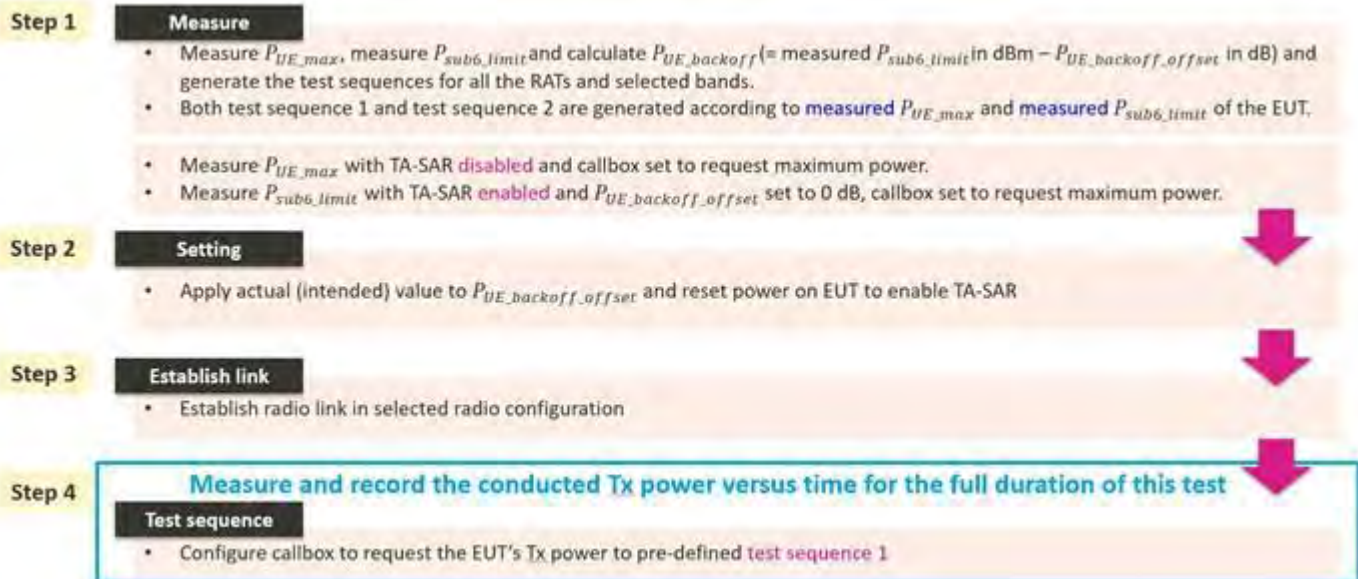 Step 1
Measure
• Measure P_UE_max, measure P_sub6_limit and calculate P_UE_backoff (= measured P_sub6_limit in dBm – P_UE_backoff_offset in dB) and
generate the test sequences for all the RATs and selected bands.
• Both test sequence 1 and test sequence 2 are generated according to measured P_UE_max and measured P_sub6_limit of the EUT.
• Measure P_UE_max with TA-SAR disabled and callbox set to request maximum power.
• Measure P_sub6_limit with TA-SAR enabled and P_UE_backoff_offset set to 0 dB, callbox set to request maximum power.
Step 2
Setting
• Apply actual (intended) value to P_UE_backoff_offset and reset power on EUT to enable TA-SAR
Step 3
Establish link
• Establish radio link in selected radio configuration
Step 4
Measure and record the conducted Tx power versus time for the full duration of this test
Test sequence
• Configure callbox to request the EUT's Tx power to pre-defined test sequence 1